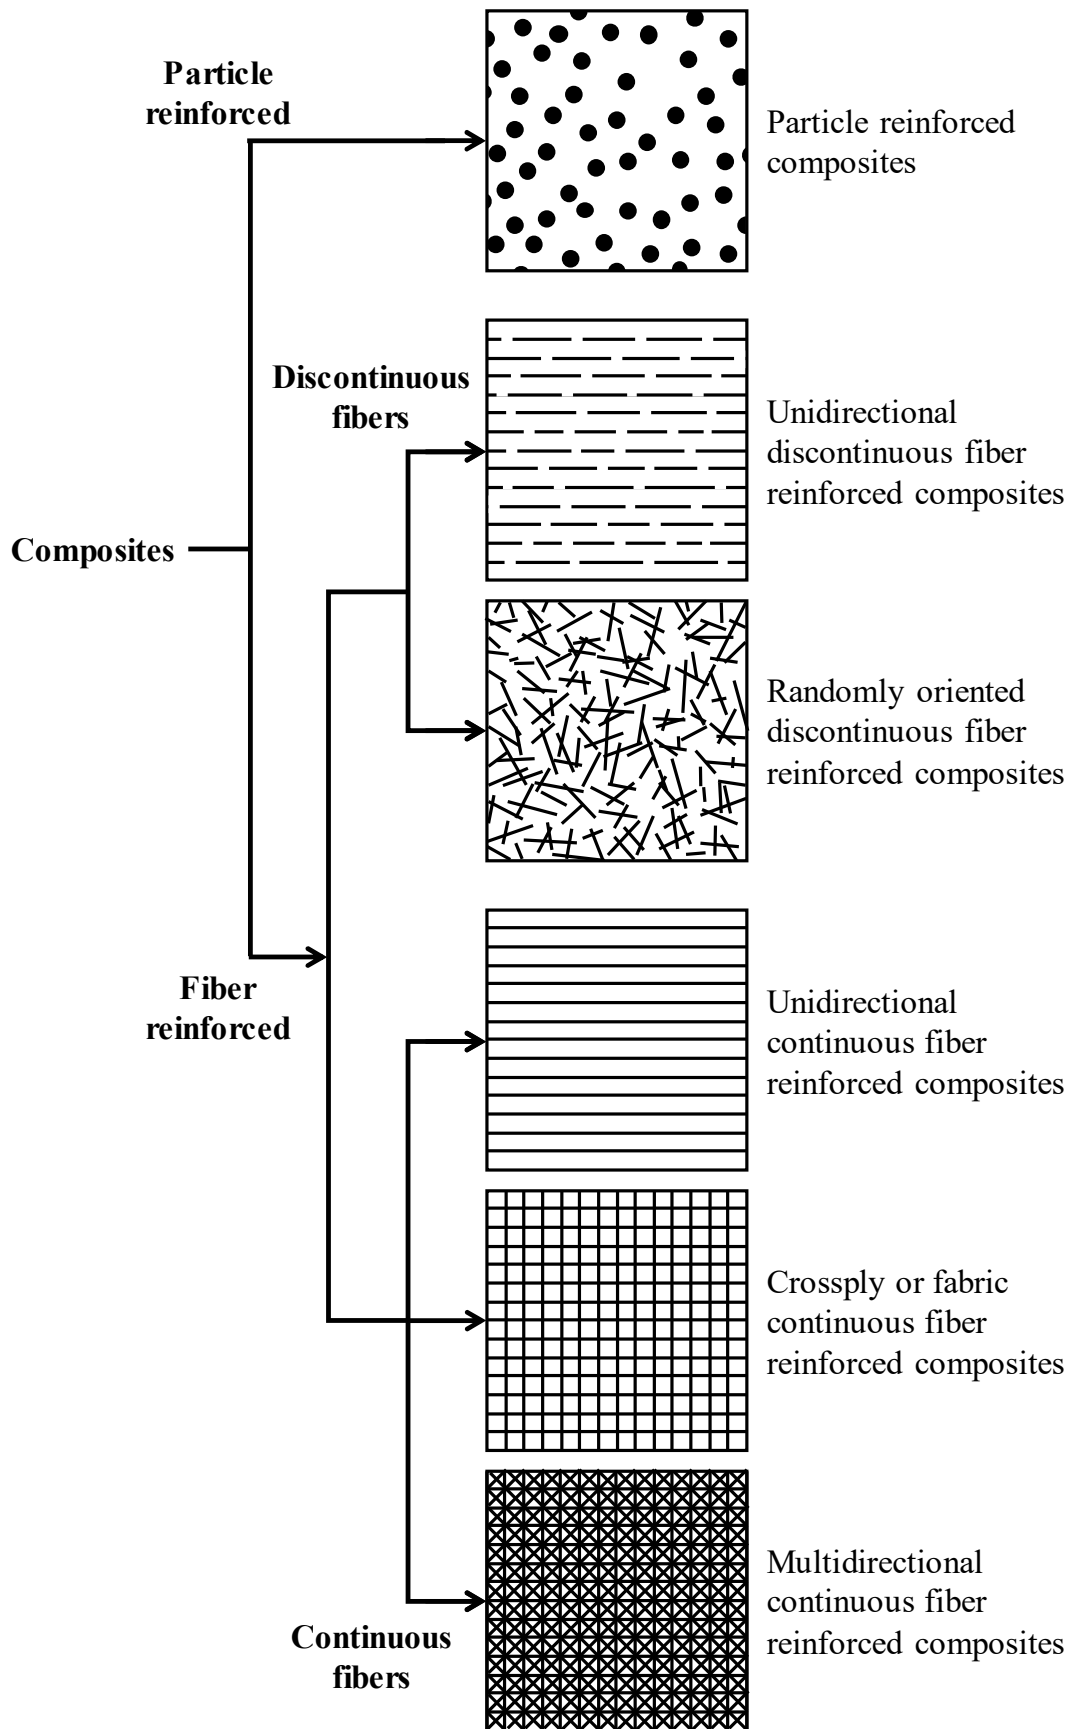 Particle
reinforced
Particle reinforced
composites
Discontinuous
fibers
Unidirectional
discontinuous fiber
reinforced composites
Composites
Randomly oriented
discontinuous fiber
reinforced composites
Fiber
reinforced
Unidirectional
continuous fiber
reinforced composites
Crossply or fabric
continuous fiber
reinforced composites
Multidirectional
continuous fiber
reinforced composites
Continuous
fibers